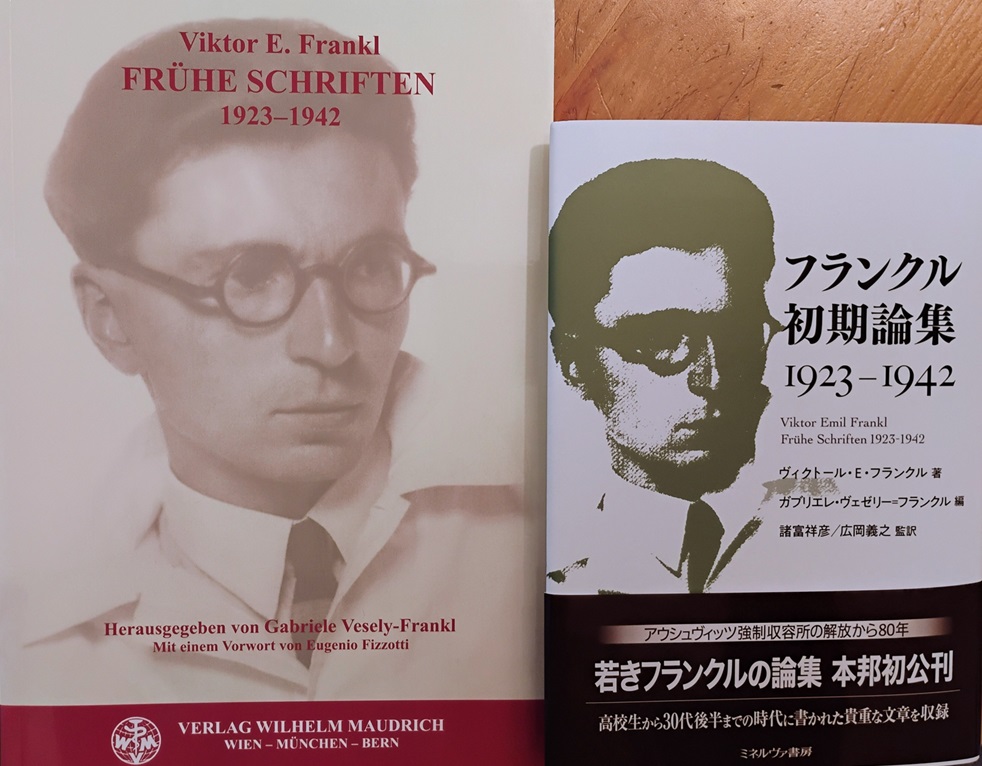 Viktor E. Frankl
FRÜHE SCHRIFTEN
1923–1942
Herausgegeben von Gabriele Vesely-Frankl
Mit einem Vorwort von Eugenio Fizzotti
WM
VERLAG WILHELM MAUDRICH
WIEN – MÜNCHEN – BERN
フランクル
初期論集
1923–1942
Viktor Emil Frankl
Frühe Schriften 1923-1942
ヴィクトール・E・フランクル 著
ガブリエレ・ヴェゼリー=フランクル 編
諸富祥彦/広岡義之 監訳
アウシュヴィッツ強制収容所の解放から80年
若きフランクルの論集 本邦初公刊
高校生から30代後半までの時代に書かれた貴重な文章を収録
ミネルヴァ書房